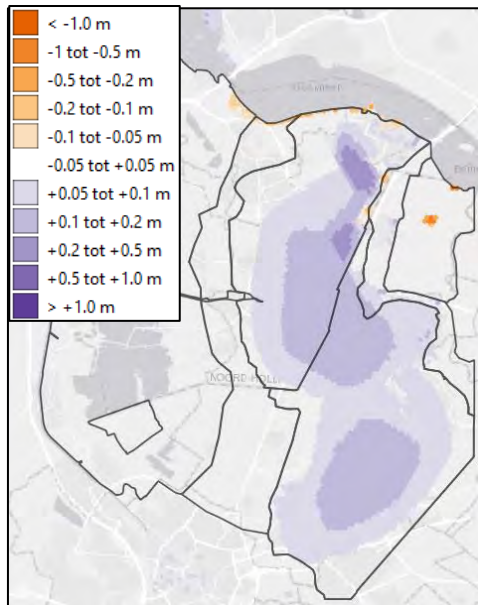 < -1.0 m
-1 tot -0.5 m
-0.5 tot -0.2 m
-0.2 tot -0.1 m
-0.1 tot -0.05 m
-0.05 tot +0.05 m
+0.05 tot +0.1 m
+0.1 tot +0.2 m
+0.2 tot +0.5 m
+0.5 tot +1.0 m
> +1.0 m
NOORD-HOLL